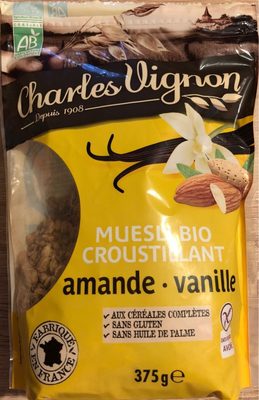 AB
Charles Vignon
Depuis 1908
MUESLI BIO
CROUSTILLANT
amande • vanille
✓ AUX CÉRÉALES COMPLÈTES
✓ SANS GLUTEN
✓ SANS HUILE DE PALME
FABRIQUÉ
EN FRANCE
375g℮